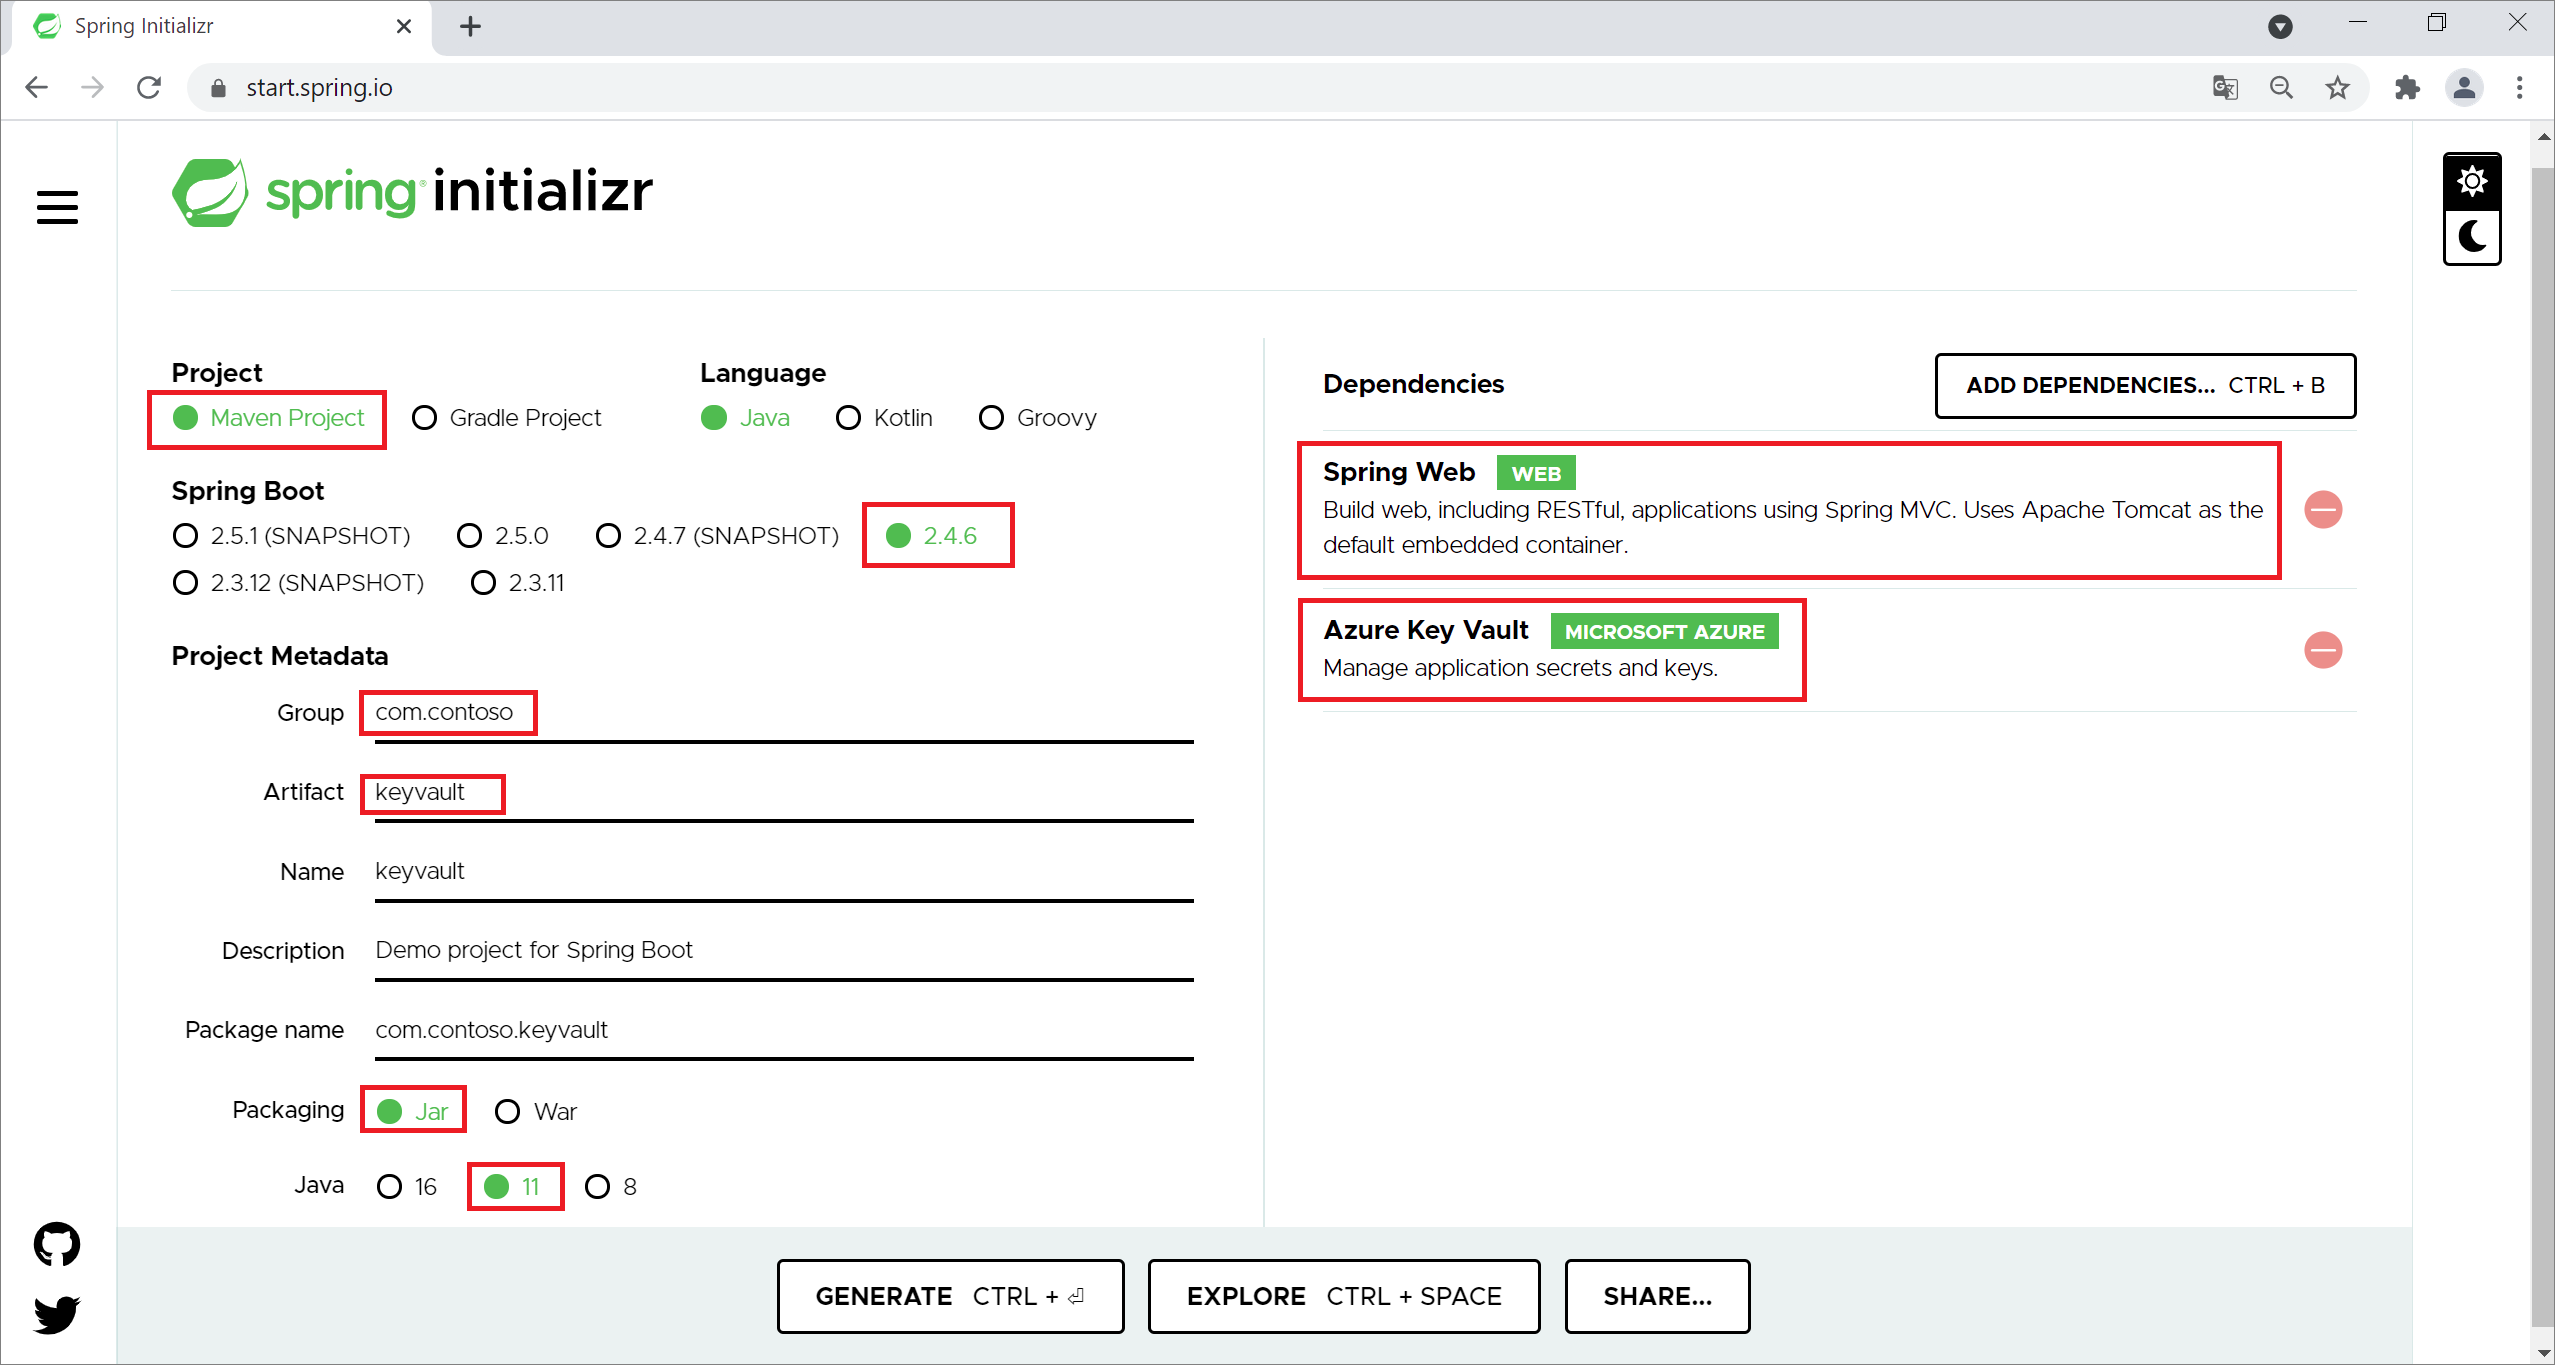 Spring Initializr
start.spring.io
spring initializr
Project
Maven Project Gradle Project
Language
Java Kotlin Groovy
Spring Boot
2.5.1 (SNAPSHOT) 2.5.0 2.4.7 (SNAPSHOT) 2.4.6
2.3.12 (SNAPSHOT) 2.3.11
Project Metadata
Group com.contoso
Artifact keyvault
Name keyvault
Description Demo project for Spring Boot
Package name com.contoso.keyvault
Packaging Jar War
Java 16 11 8
Dependencies
ADD DEPENDENCIES... CTRL + B
Spring Web WEB
Build web, including RESTful, applications using Spring MVC. Uses Apache Tomcat as the
default embedded container.
Azure Key Vault MICROSOFT AZURE
Manage application secrets and keys.
GENERATE CTRL + ⏎
EXPLORE CTRL + SPACE
SHARE...